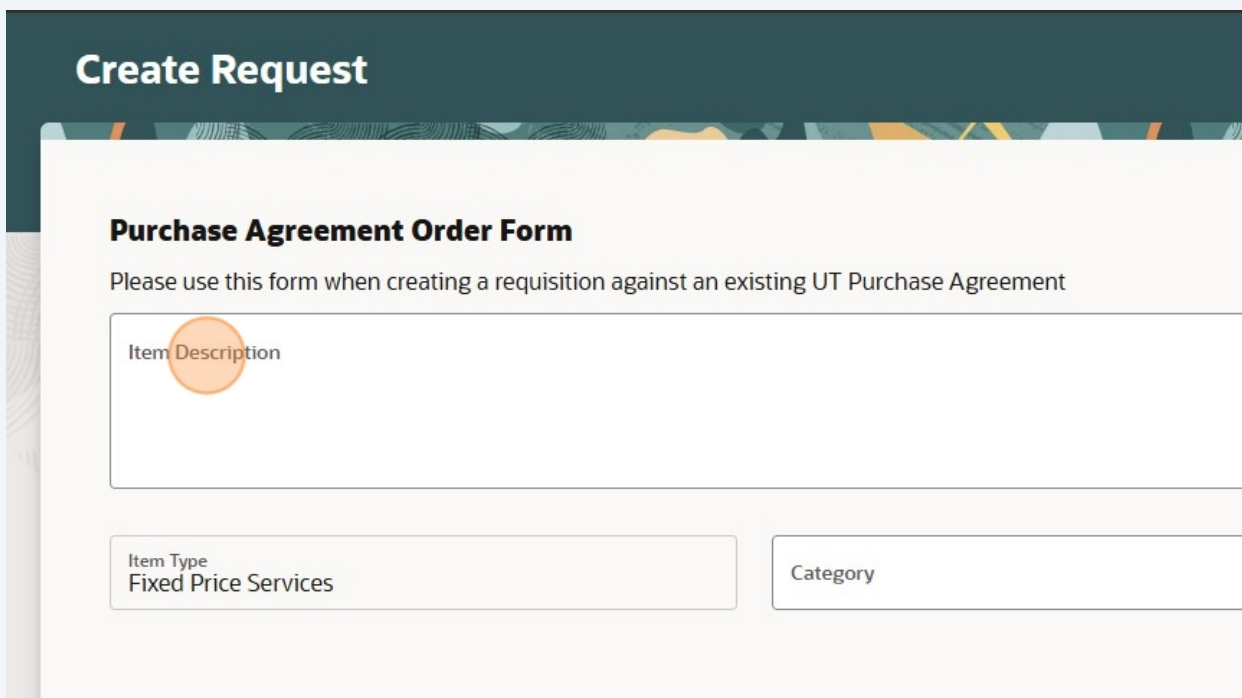 Create Request
Purchase Agreement Order Form
Please use this form when creating a requisition against an existing UT Purchase Agreement
Item Description
Item Type
Fixed Price Services
Category